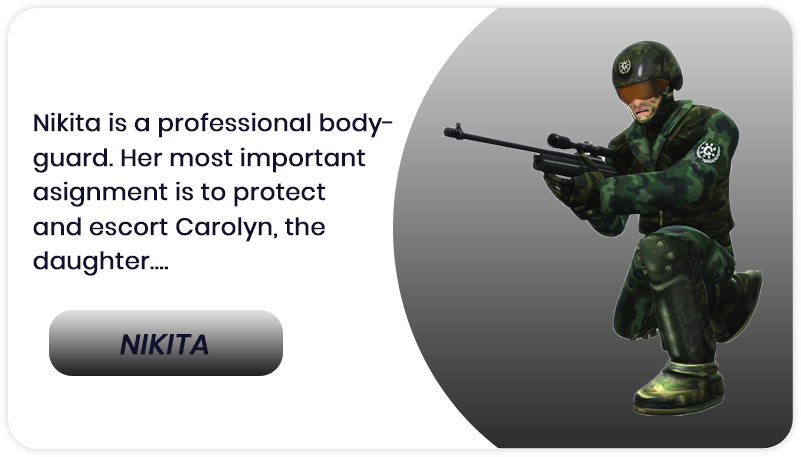 Nikita is a professional body-
guard. Her most important
asignment is to protect
and escort Carolyn, the
daughter....
NIKITA